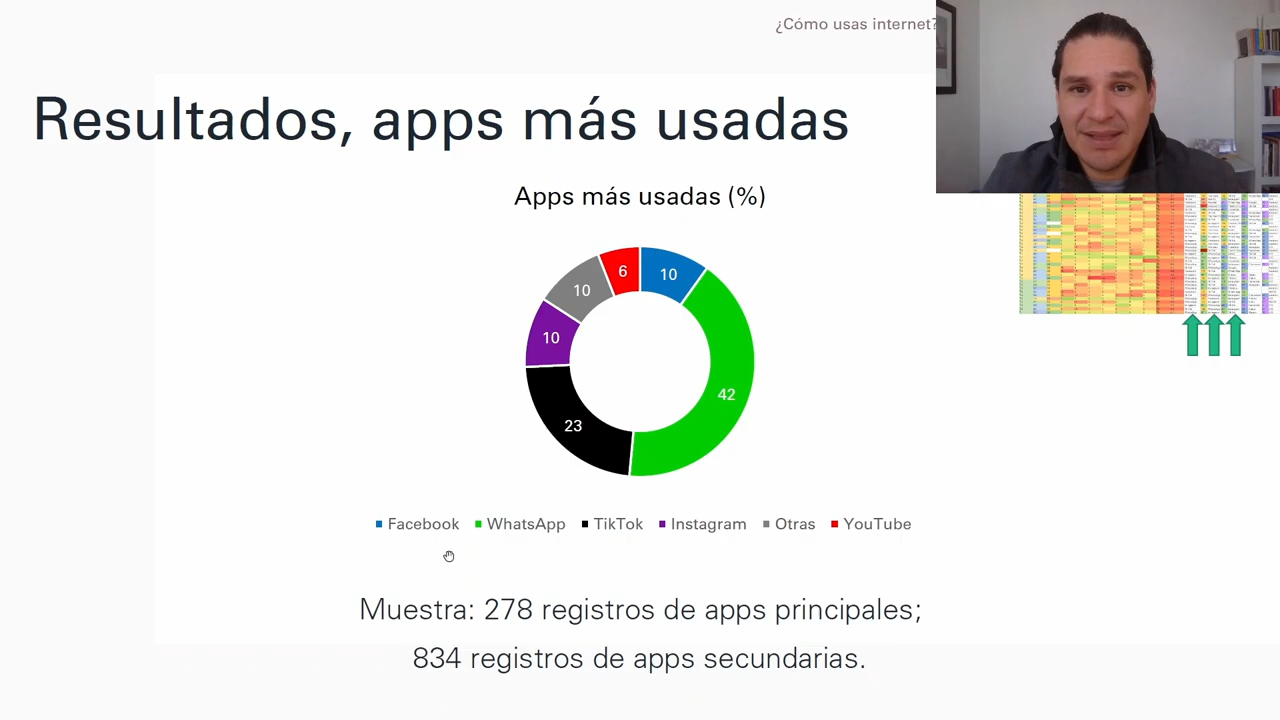 ¿Cómo usas internet?
Resultados, apps más usadas
Apps más usadas (%)
6
10
10
10
42
23
Facebook WhatsApp TikTok Instagram Otras YouTube
Muestra: 278 registros de apps principales;
834 registros de apps secundarias.